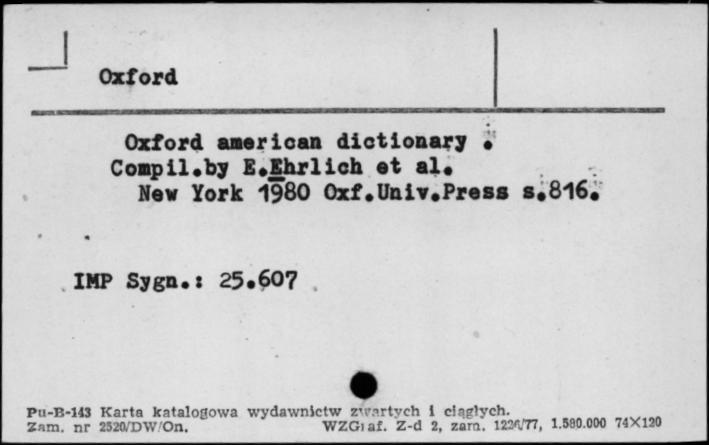 Oxford
Oxford american dictionary .
Compil.by E.Ehrlich et al.
New York 1980 Oxf.Univ.Press s.816.
IMP Sygn.: 25.607
Pu-B-143 Karta katalogowa wydawnictw zwartych i ciągłych.
Zam. nr 2520/DW/On. WZGraf. Z-d 2, zam. 1226/77, 1.580.000 74X120